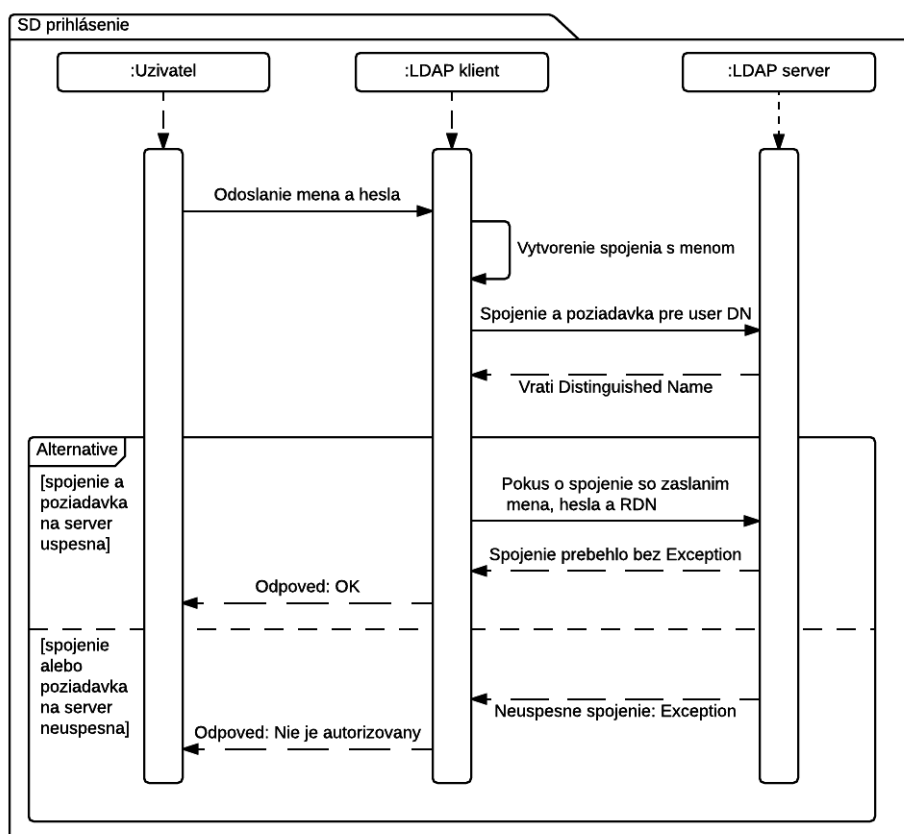 SD prihlásenie
:Uzivatel
:LDAP klient
:LDAP server
Odoslanie mena a hesla
Vytvorenie spojenia s menom
Spojenie a poziadavka pre user DN
Vrati Distinguished Name
Alternative
[spojenie a
poziadavka
na server
uspesna]
Pokus o spojenie so zaslanim
mena, hesla a RDN
Spojenie prebehlo bez Exception
Odpoved: OK
[spojenie
alebo
poziadavka
na server
neuspesna]
Neuspesne spojenie: Exception
Odpoved: Nie je autorizovany